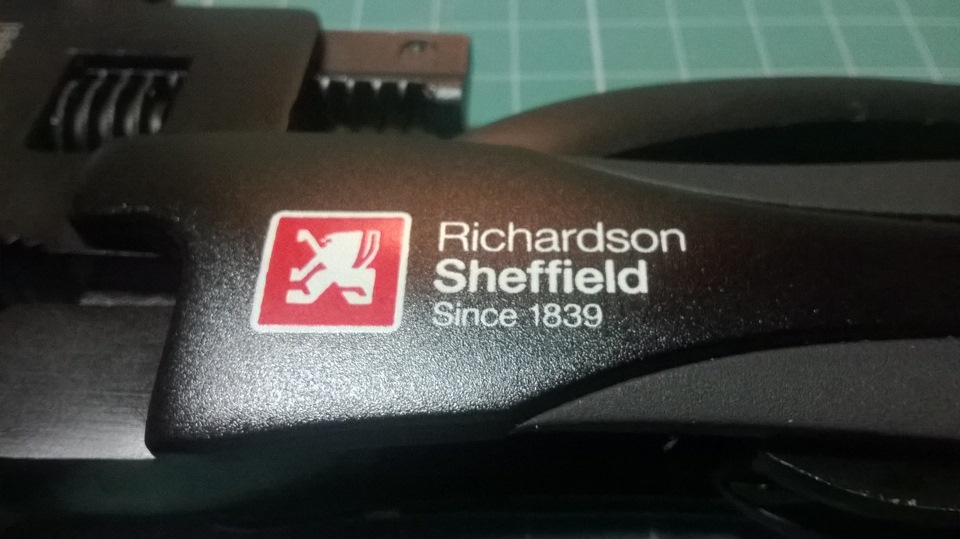 Richardson
Sheffield
Since 1839